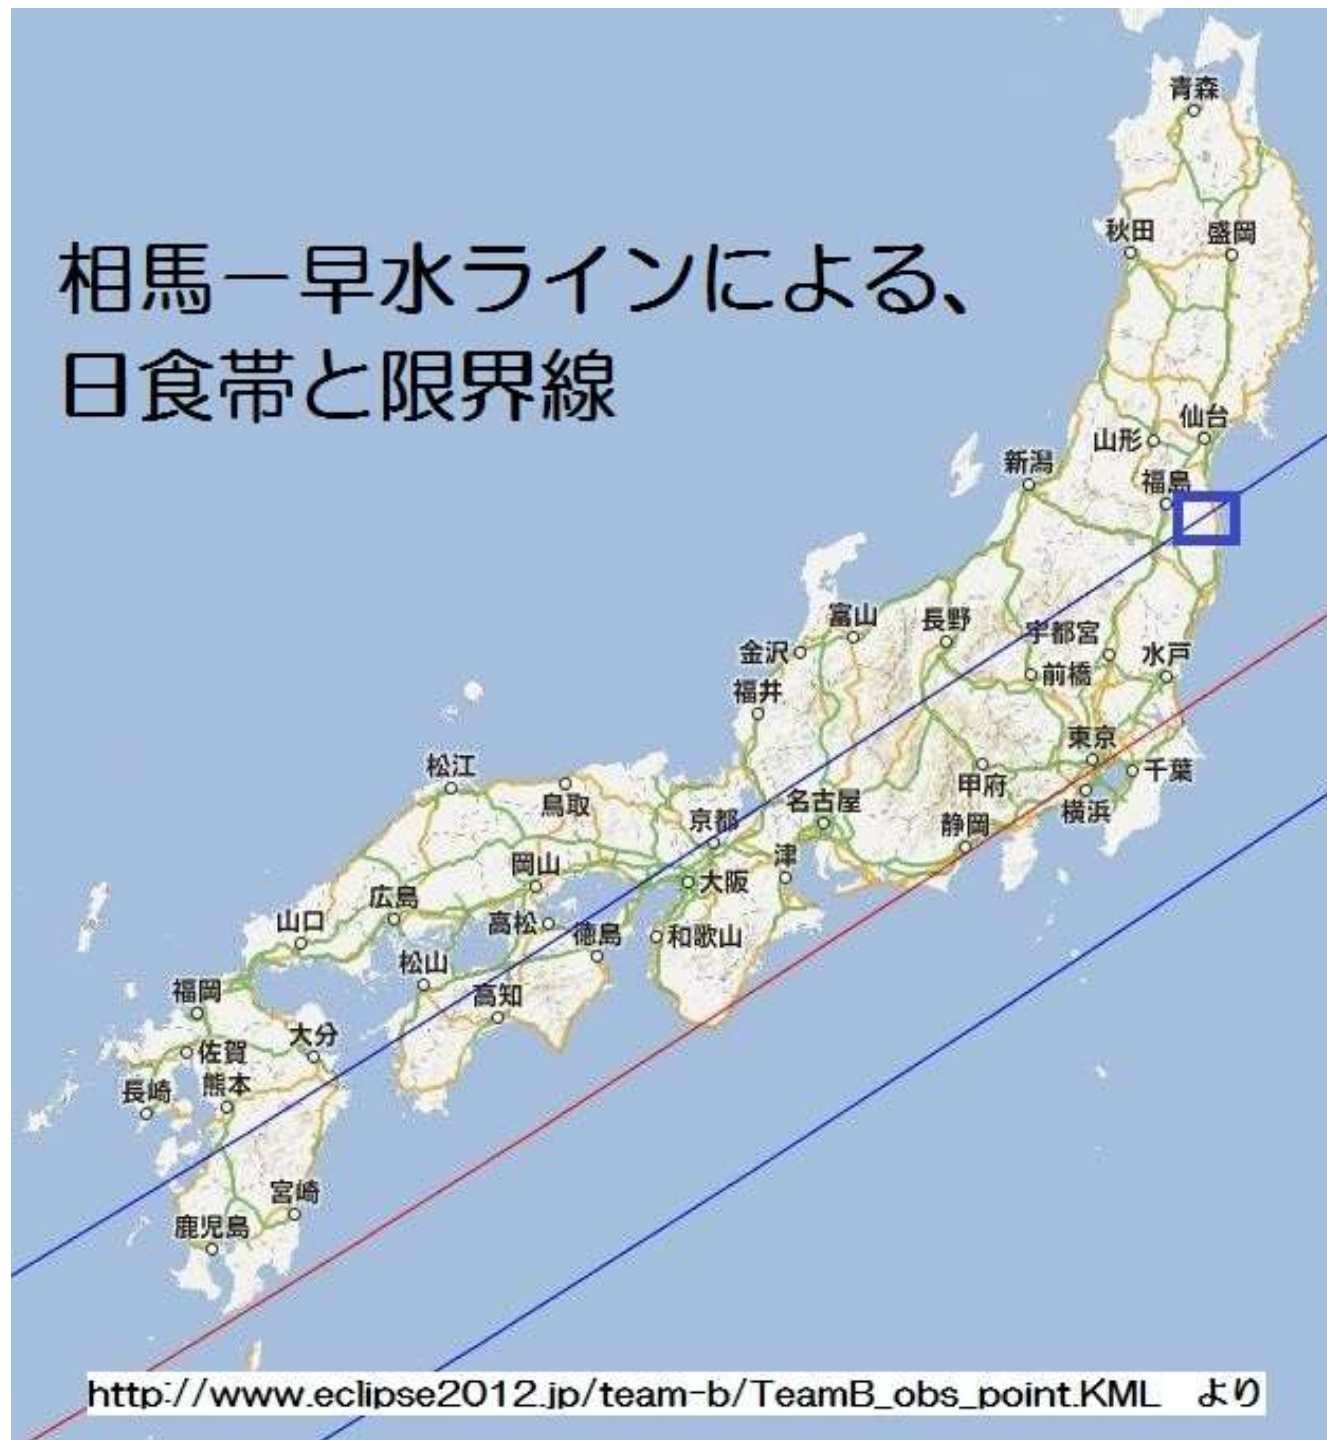 相馬－早水ラインによる、
日食帯と限界線
青森
秋田
盛岡
仙台
山形
新潟
福島
富山
長野
宇都宮
金沢
水戸
前橋
福井
東京
松江
千葉
甲府
鳥取
名古屋
横浜
京都
静岡
津
岡山
大阪
広島
山口
高松
徳島
和歌山
松山
福岡
高知
大分
佐賀
熊本
長崎
宮崎
鹿児島
http://www.eclipse2012.jp/team-b/TeamB_obs_point.KML より